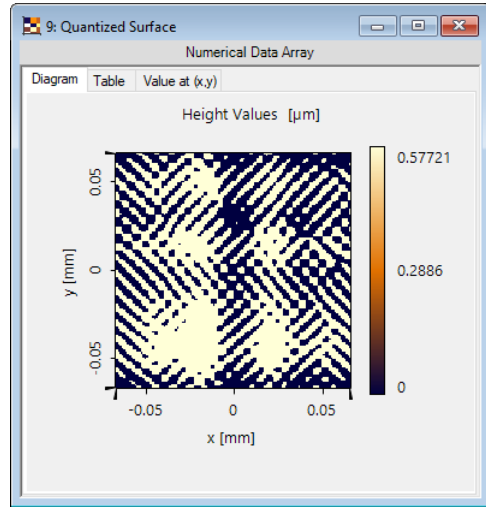 9: Quantized Surface
Numerical Data Array
Diagram Table Value at (x,y)
Height Values [µm]
0.57721
0.2886
0
y [mm]
0.05
0
-0.05
-0.05 0 0.05
x [mm]